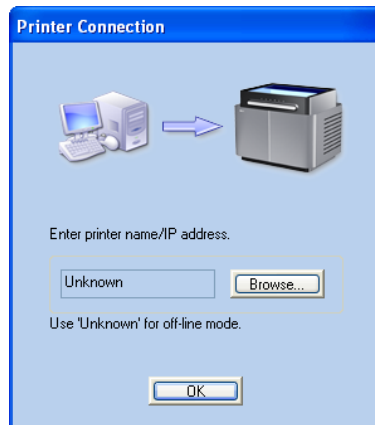 Printer Connection
Enter printer name/IP address.
Unknown
Browse...
Use 'Unknown' for off-line mode.
OK